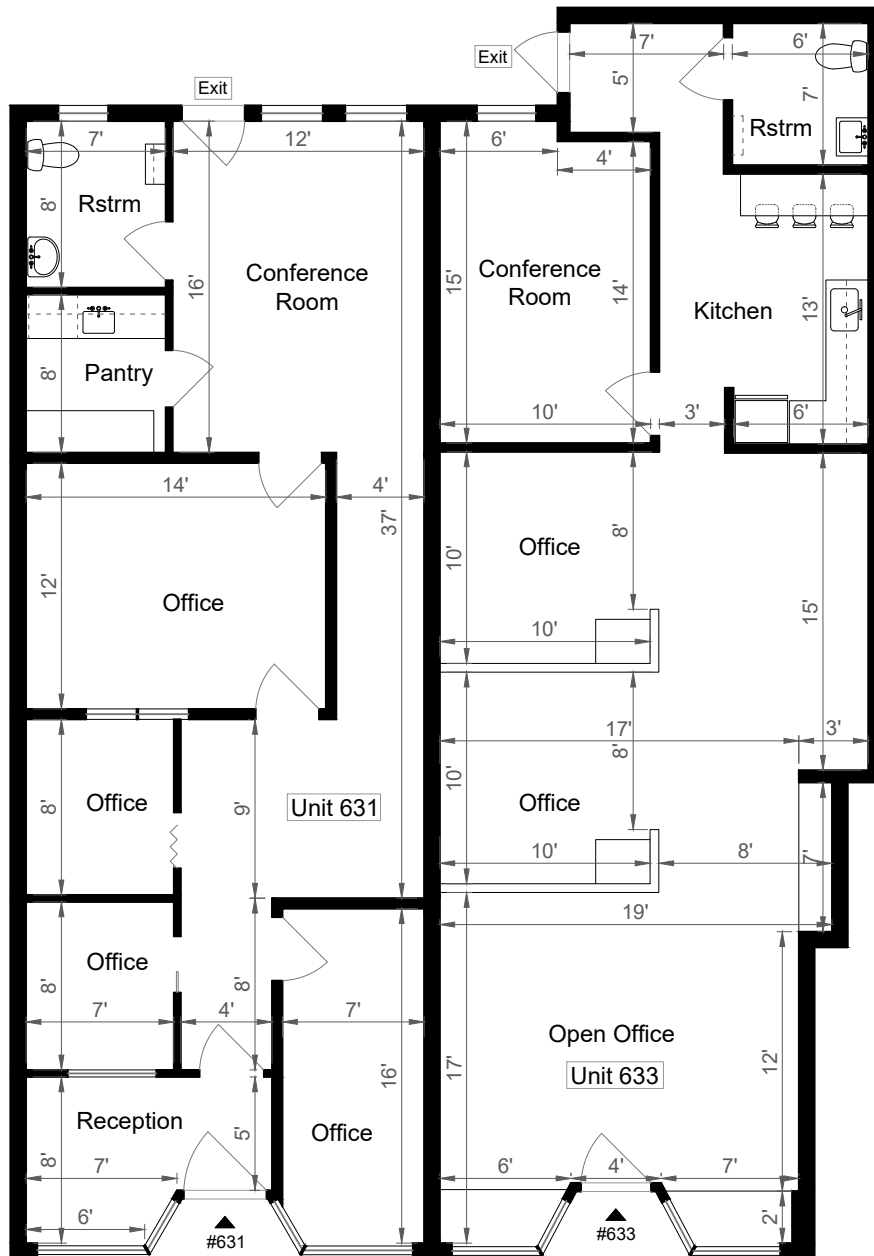 7'
6'
Exit
5'
7'
Rstrm
Exit
7'
12'
6'
4'
8'
Rstrm
16'
Conference
Room
15'
Conference
Room
14'
Kitchen
13'
8'
Pantry
10'
3'
6'
14'
4'
37'
12'
Office
10'
Office
8'
10'
15'
17'
3'
8'
Office
9'
Unit 631
10'
Office
8'
10'
8'
7'
19'
8'
Office
7'
8'
4'
7'
16'
Open Office
Unit 633
17'
12'
Reception
8'
7'
5'
Office
6'
6'
4'
7'
2'
#631
#633